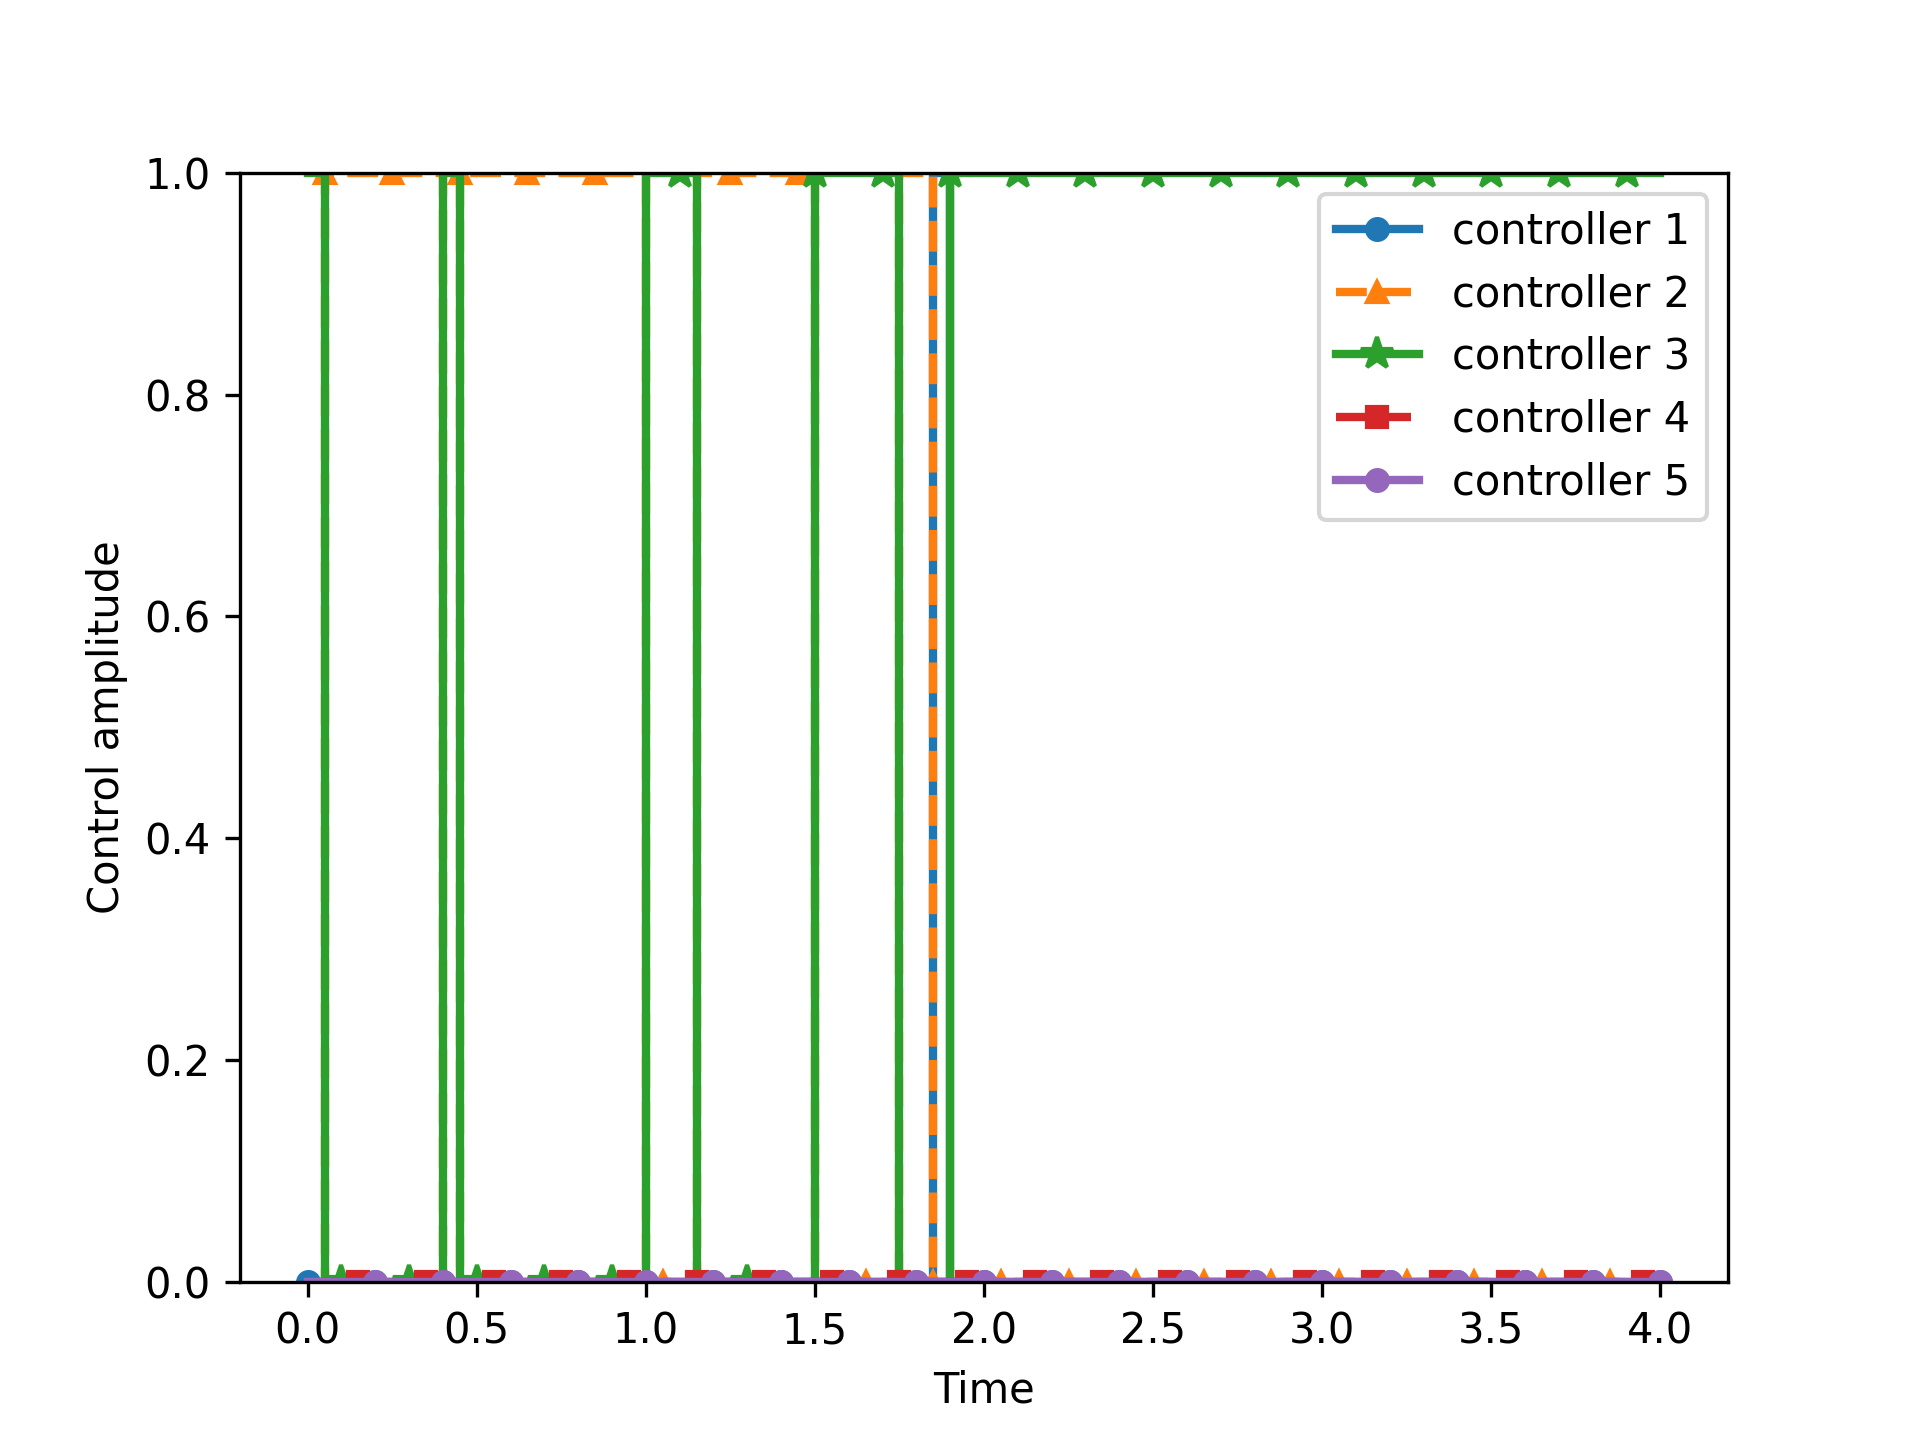 1.0
0.8
0.6
0.4
0.2
0.0
Control amplitude
controller 1
controller 2
controller 3
controller 4
controller 5
0.0 0.5 1.0 1.5 2.0 2.5 3.0 3.5 4.0
Time